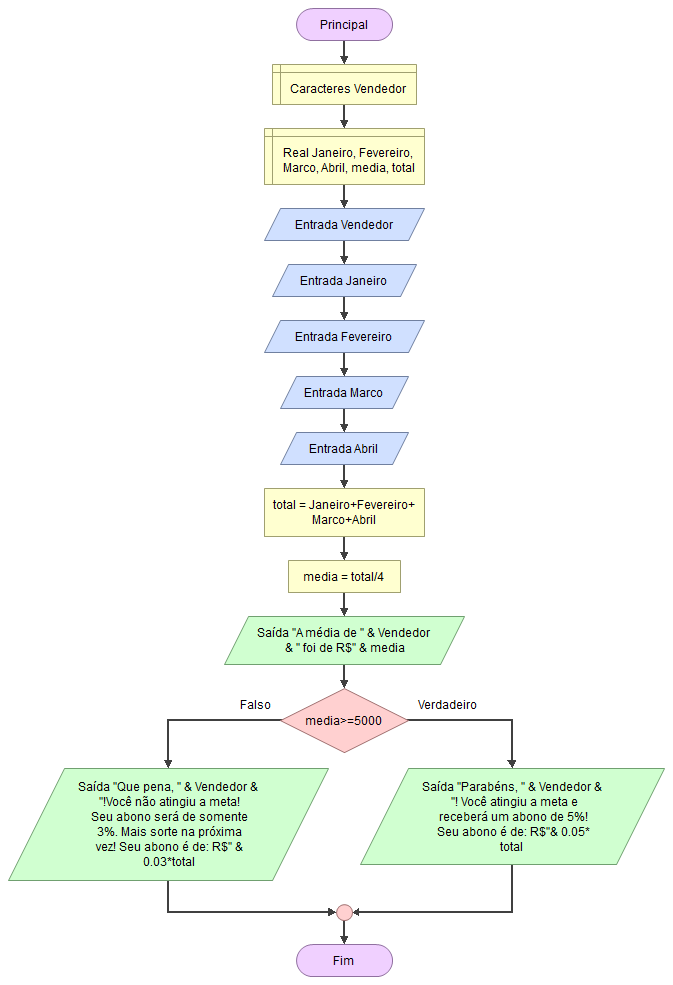 Principal
Caracteres Vendedor
Real Janeiro, Fevereiro,
Marco, Abril, media, total
Entrada Vendedor
Entrada Janeiro
Entrada Fevereiro
Entrada Marco
Entrada Abril
total = Janeiro+Fevereiro+
Marco+Abril
media = total/4
Saída "A média de " & Vendedor
& " foi de R$" & media
media>=5000
Falso
Verdadeiro
Saída "Que pena, " & Vendedor &
"!Você não atingiu a meta!
Seu abono será de somente
3%. Mais sorte na próxima
vez! Seu abono é de: R$" &
0.03*total
Saída "Parabéns, " & Vendedor &
"! Você atingiu a meta e
receberá um abono de 5%!
Seu abono é de: R$"& 0.05*
total
Fim